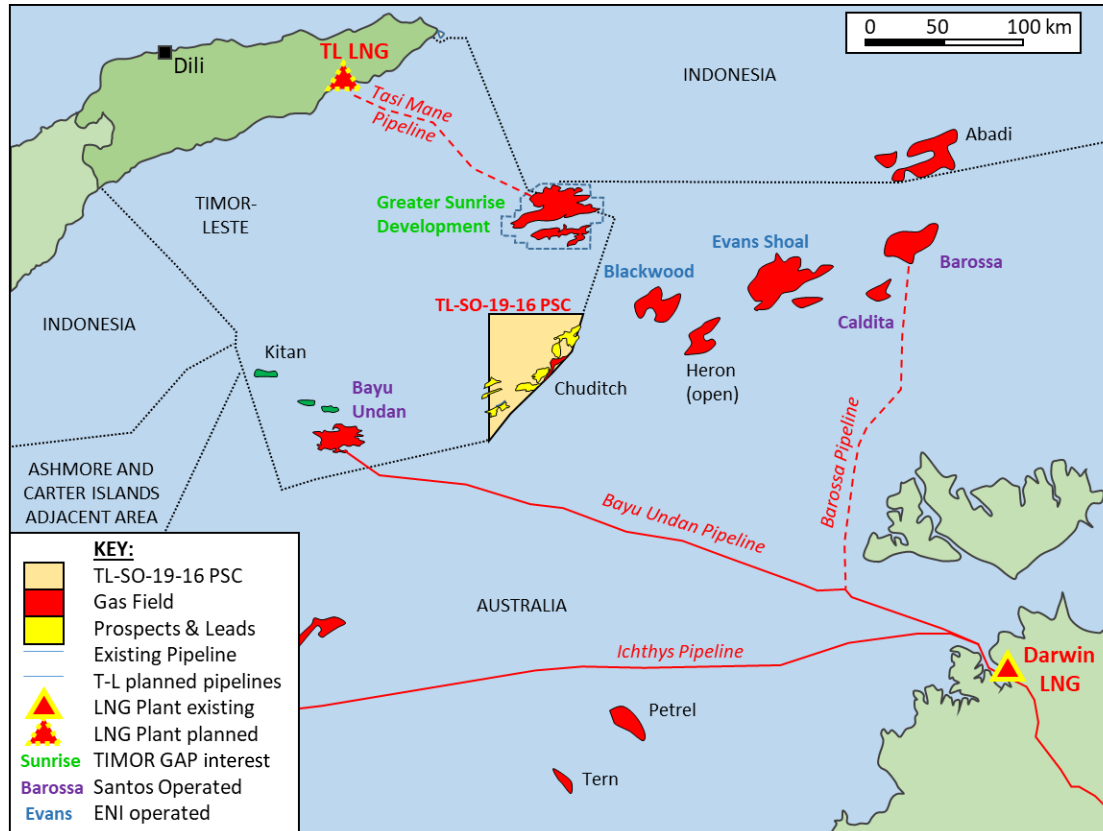 0 50 100 km
TL LNG
Dili
INDONESIA
Tasi Mane
Pipeline
Abadi
TIMOR-
LESTE
Greater Sunrise
Development
Evans Shoal
Blackwood
Barossa
TL-SO-19-16 PSC
Caldita
INDONESIA
Kitan
Chuditch
Heron
(open)
Bayu
Undan
Barossa Pipeline
ASHMORE AND
CARTER ISLANDS
ADJACENT AREA
Bayu Undan Pipeline
KEY:
TL-SO-19-16 PSC
Gas Field
Prospects & Leads
Existing Pipeline
T-L planned pipelines
LNG Plant existing
LNG Plant planned
Sunrise TIMOR GAP interest
Barossa Santos Operated
Evans ENI operated
AUSTRALIA
Ichthys Pipeline
Darwin
LNG
Petrel
Tern